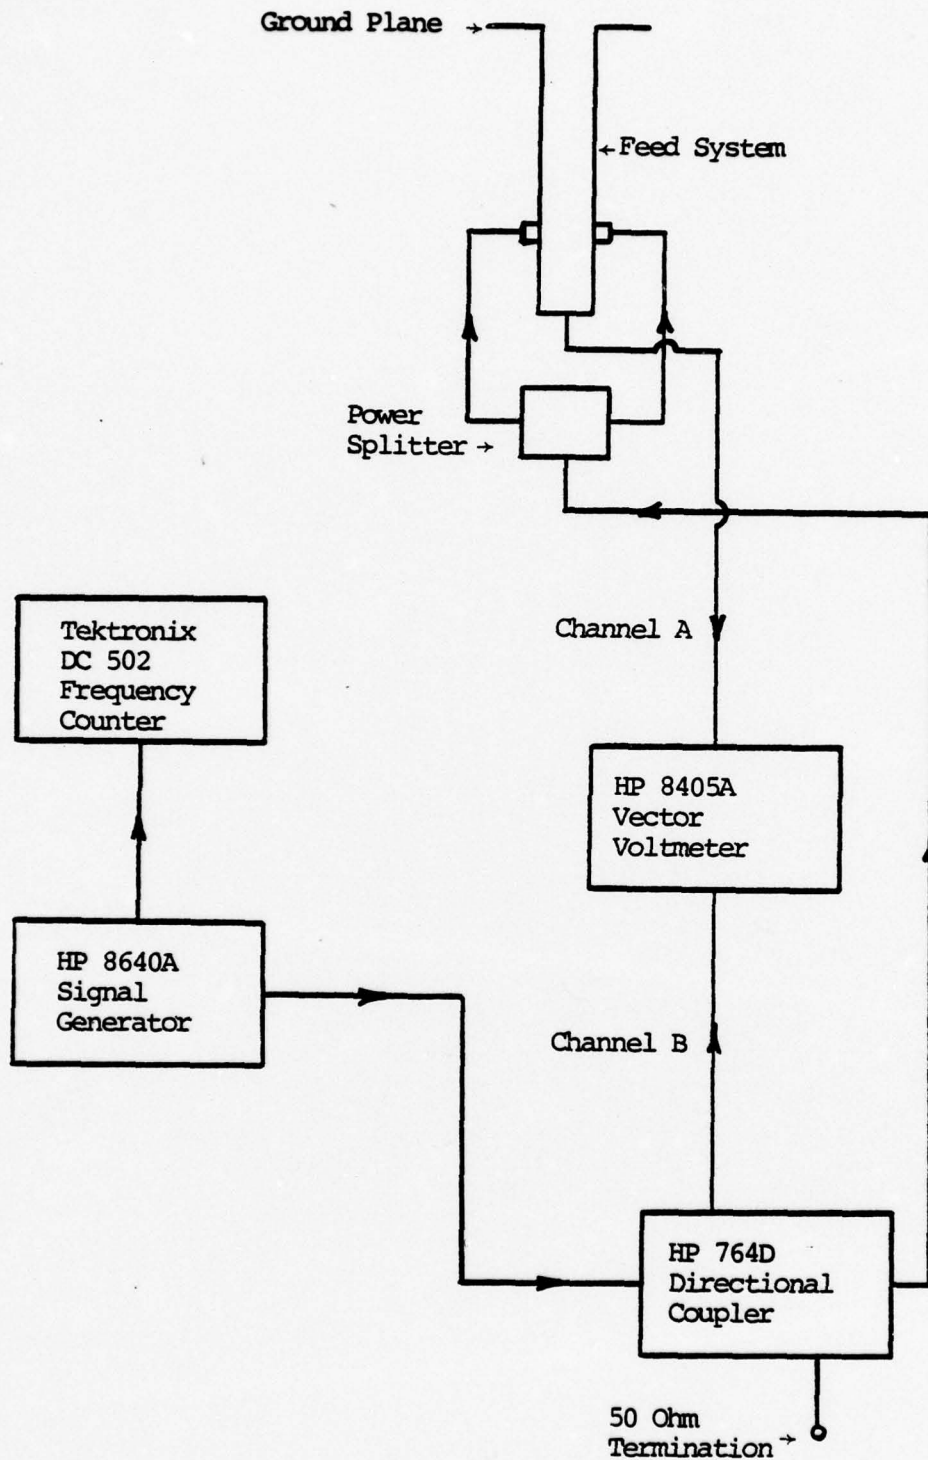 Ground Plane →
← Feed System
Power
Splitter →
Channel A
Tektronix
DC 502
Frequency
Counter
HP 8405A
Vector
Voltmeter
HP 8640A
Signal
Generator
Channel B
HP 764D
Directional
Coupler
50 Ohm
Termination →